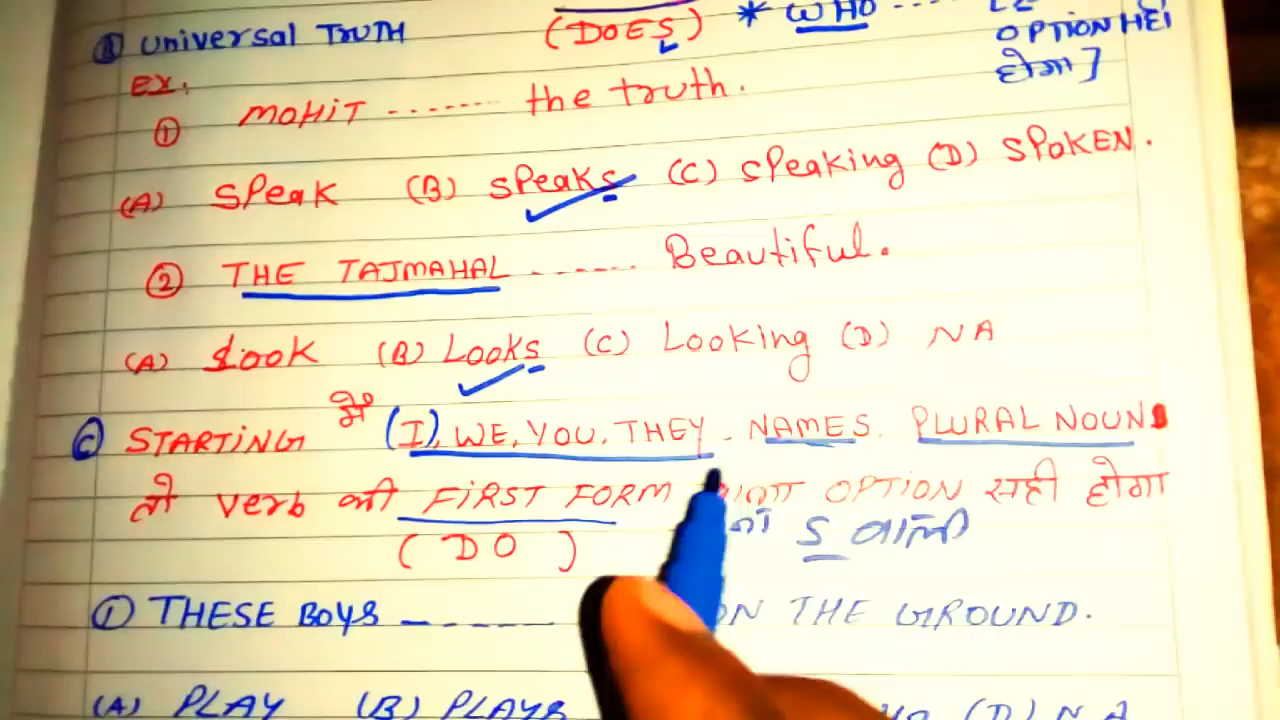 (B) UNIVERSAL TRUTH (DOES) * WHO ----
OPTION HEI
होगा ]
EX.
① MOHIT -------- the truth.
(A) SPeak (B) SPeaks (C) SPeaking (D) SPOKEN.
② THE TAJMAHAL ------ Beautiful.
(A) Look (B) Looks (C) Looking (D) NA
(C) STARTING में (I), WE, YOU, THEY, NAMES, PLURAL NOUNS
तो verb की FIRST FORM OPTION सही होगा
(DO) S वाली
① THESE BOYS ------ ON THE GROUND.
(A) PLAY (B) PLAYS (D) NA